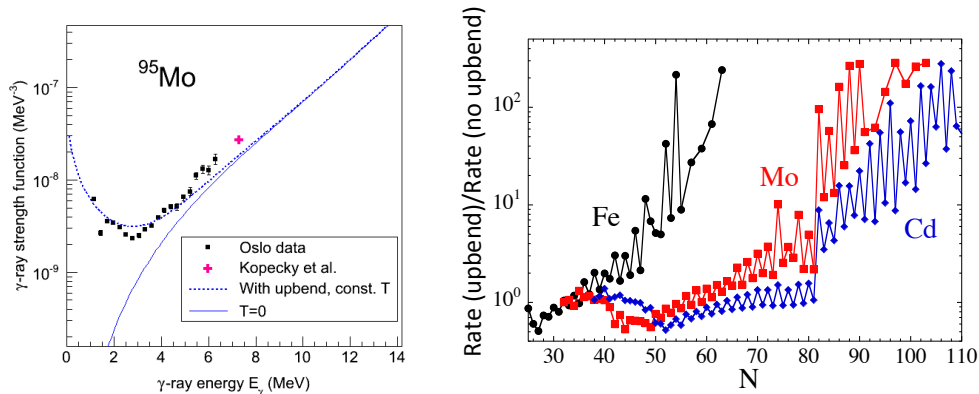 ⁹⁵Mo
γ-ray strength function (MeV⁻³)
10⁻⁷
10⁻⁸
10⁻⁹
Oslo data
Kopecky et al.
With upbend, const. T
T=0
0 2 4 6 8 10 12 14
γ-ray energy Eᵧ (MeV)
Rate (upbend)/Rate (no upbend)
10²
10¹
10⁰
Fe
Mo
Cd
30 40 50 60 70 80 90 100 110
N